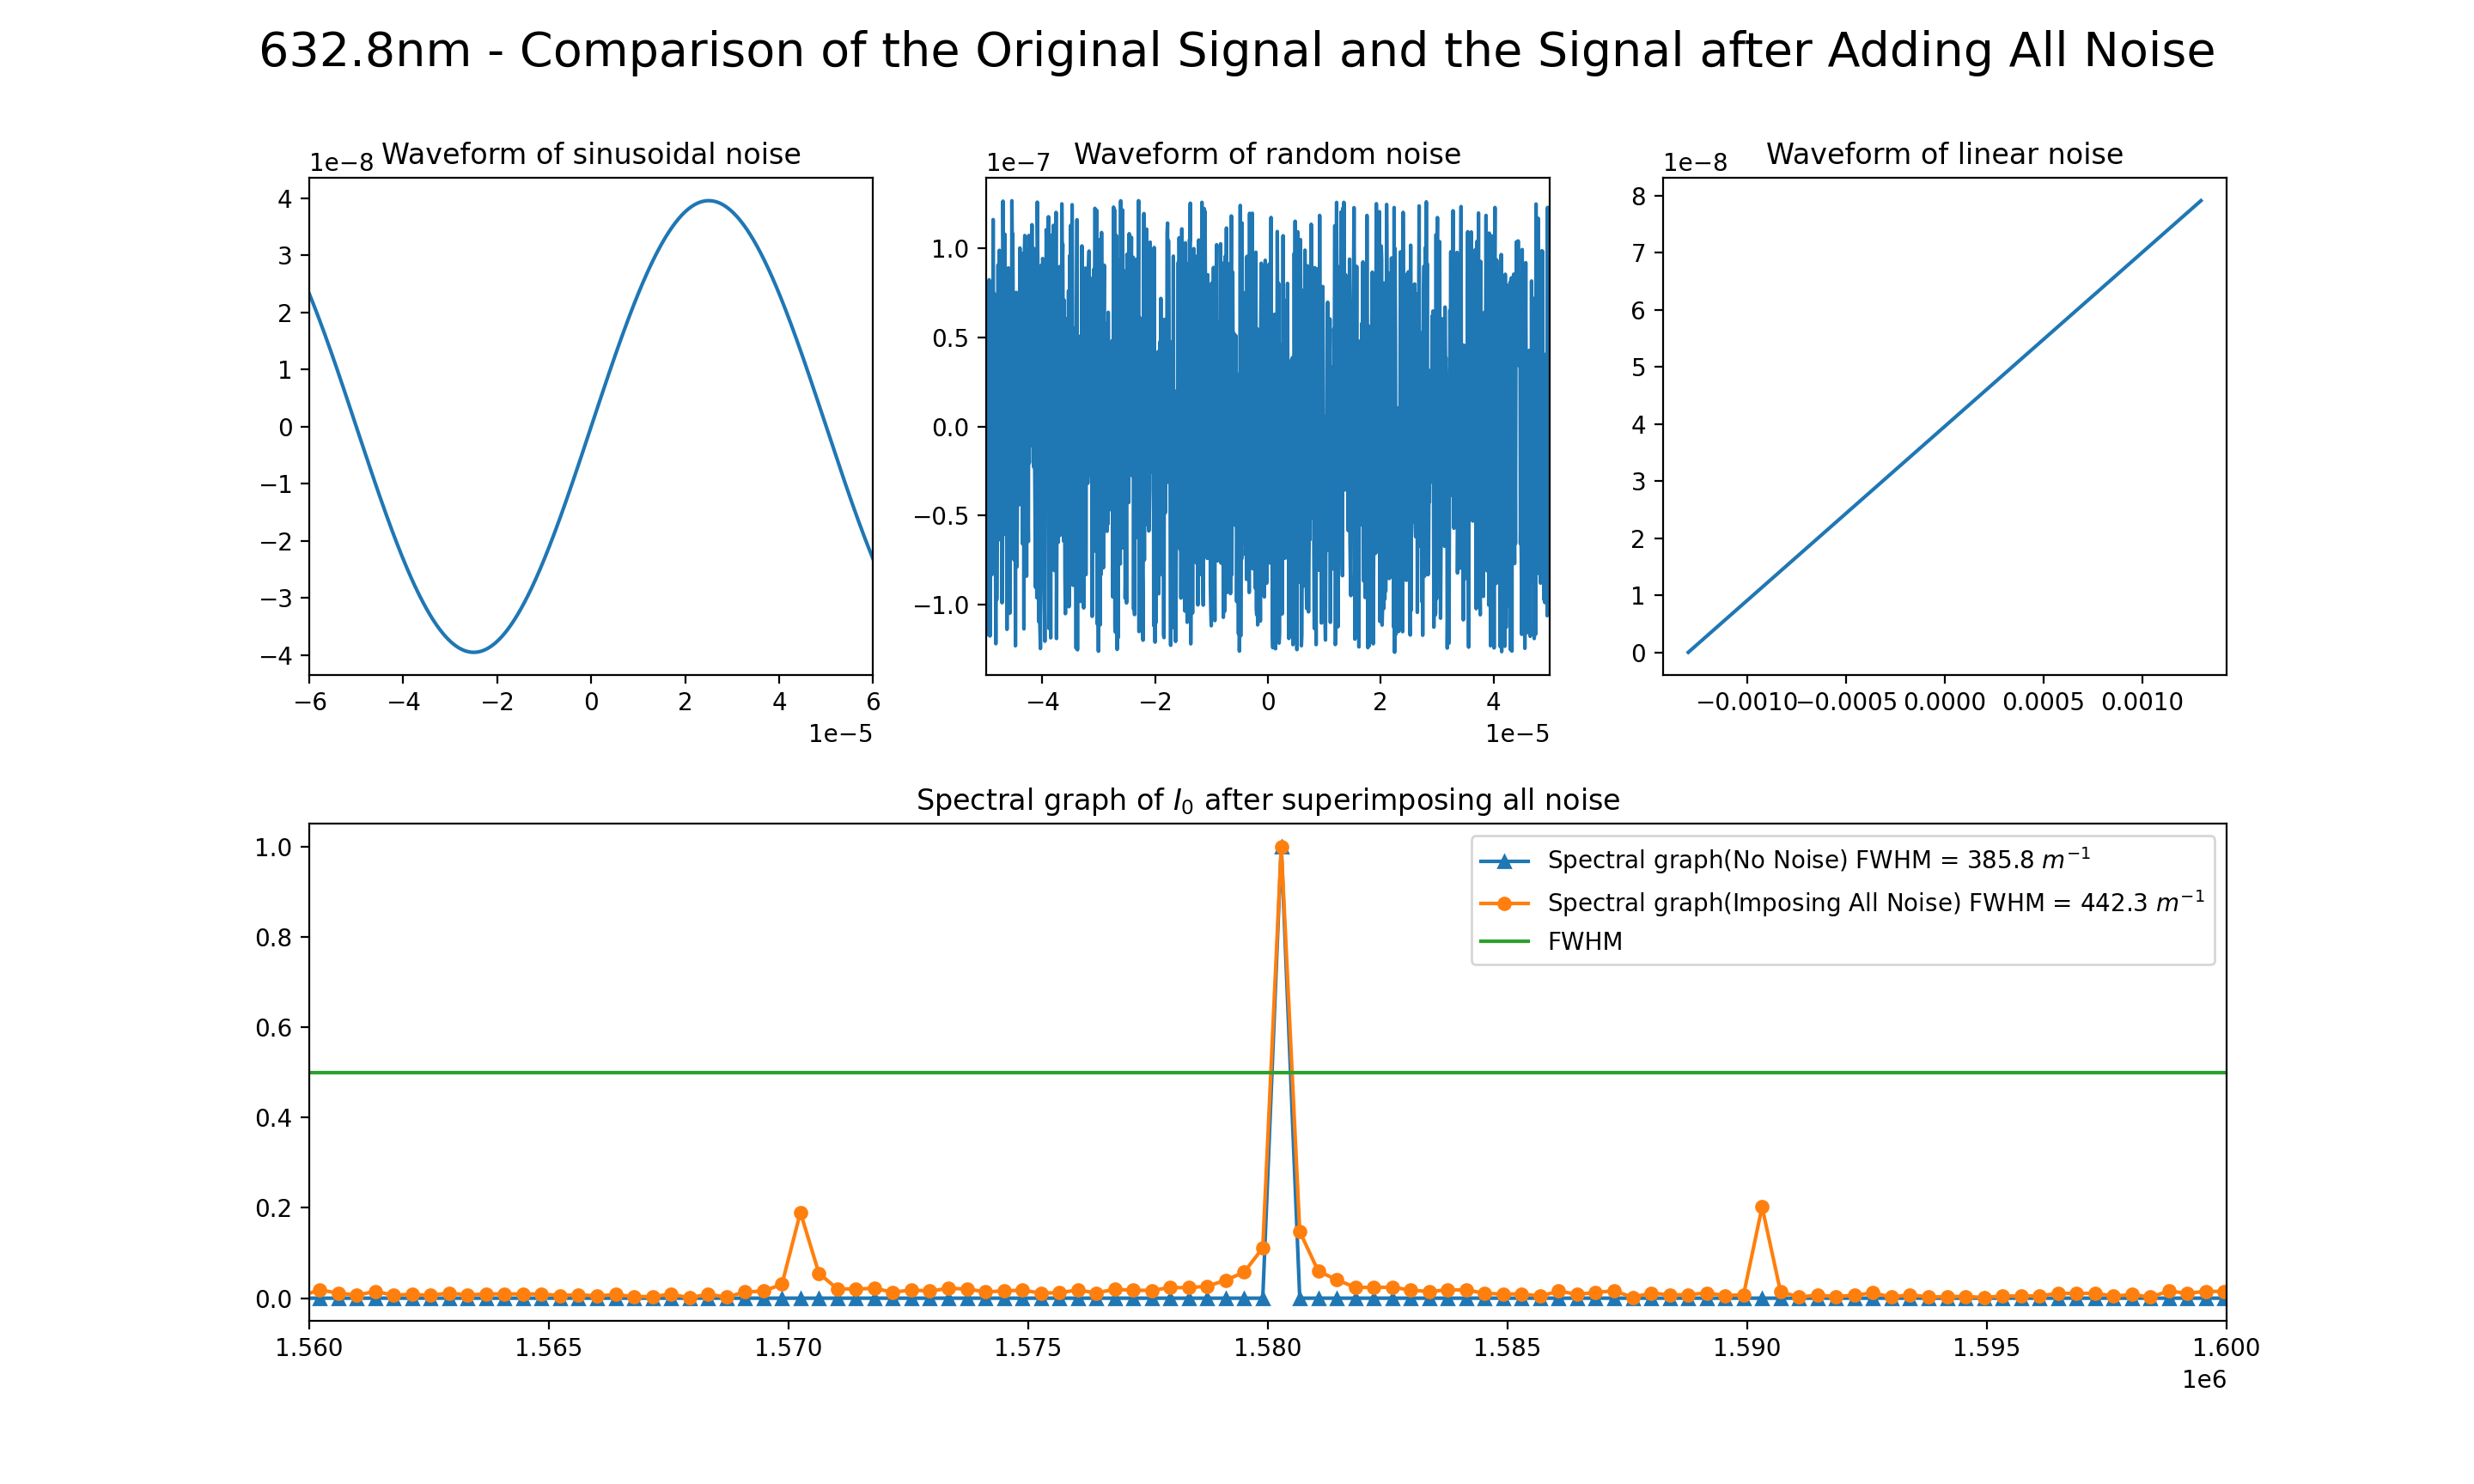 632.8nm - Comparison of the Original Signal and the Signal after Adding All Noise
1e−8 Waveform of sinusoidal noise
4
3
2
1
0
−1
−2
−3
−4
−6 −4 −2 0 2 4 6
1e−5
1e−7 Waveform of random noise
1.0
0.5
0.0
−0.5
−1.0
−4 −2 0 2 4
1e−5
1e−8 Waveform of linear noise
8
7
6
5
4
3
2
1
0
−0.0010 −0.0005 0.0000 0.0005 0.0010
Spectral graph of I₀ after superimposing all noise
1.0
0.8
0.6
0.4
0.2
0.0
Spectral graph(No Noise) FWHM = 385.8 m⁻¹
Spectral graph(Imposing All Noise) FWHM = 442.3 m⁻¹
FWHM
1.560 1.565 1.570 1.575 1.580 1.585 1.590 1.595 1.600
1e6